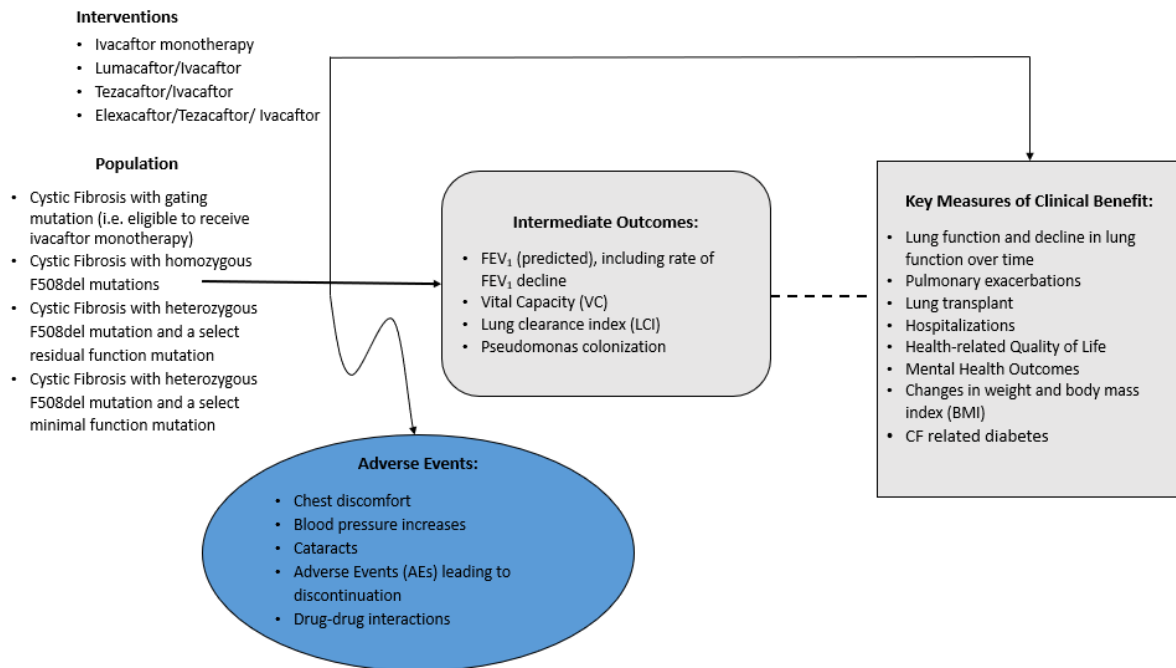 Interventions
• Ivacaftor monotherapy
• Lumacaftor/Ivacaftor
• Tezacaftor/Ivacaftor
• Elexacaftor/Tezacaftor/ Ivacaftor
Population
• Cystic Fibrosis with gating
mutation (i.e. eligible to receive
ivacaftor monotherapy)
• Cystic Fibrosis with homozygous
F508del mutations
• Cystic Fibrosis with heterozygous
F508del mutation and a select
residual function mutation
• Cystic Fibrosis with heterozygous
F508del mutation and a select
minimal function mutation
Intermediate Outcomes:
• FEV₁ (predicted), including rate of
FEV₁ decline
• Vital Capacity (VC)
• Lung clearance index (LCI)
• Pseudomonas colonization
Key Measures of Clinical Benefit:
• Lung function and decline in lung
function over time
• Pulmonary exacerbations
• Lung transplant
• Hospitalizations
• Health-related Quality of Life
• Mental Health Outcomes
• Changes in weight and body mass
index (BMI)
• CF related diabetes
Adverse Events:
• Chest discomfort
• Blood pressure increases
• Cataracts
• Adverse Events (AEs) leading to
discontinuation
• Drug-drug interactions